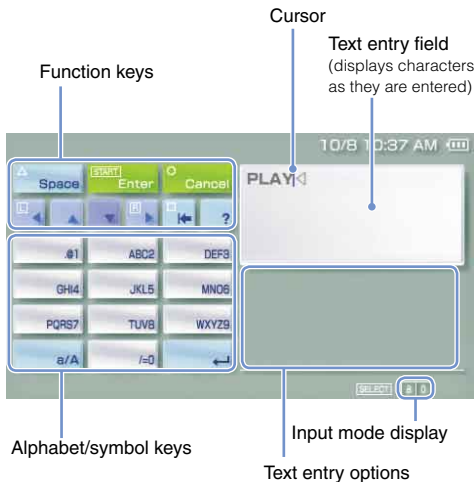 Cursor
Text entry field
(displays characters
as they are entered)
Function keys
10/8 10:37 AM
Space
START
Enter
Cancel
PLAY
L
R
?
.@1
ABC2
DEF3
GHI4
JKL5
MNO6
PQRS7
TUV8
WXYZ9
a/A
/=0
SELECT
a 0
Input mode display
Alphabet/symbol keys
Text entry options